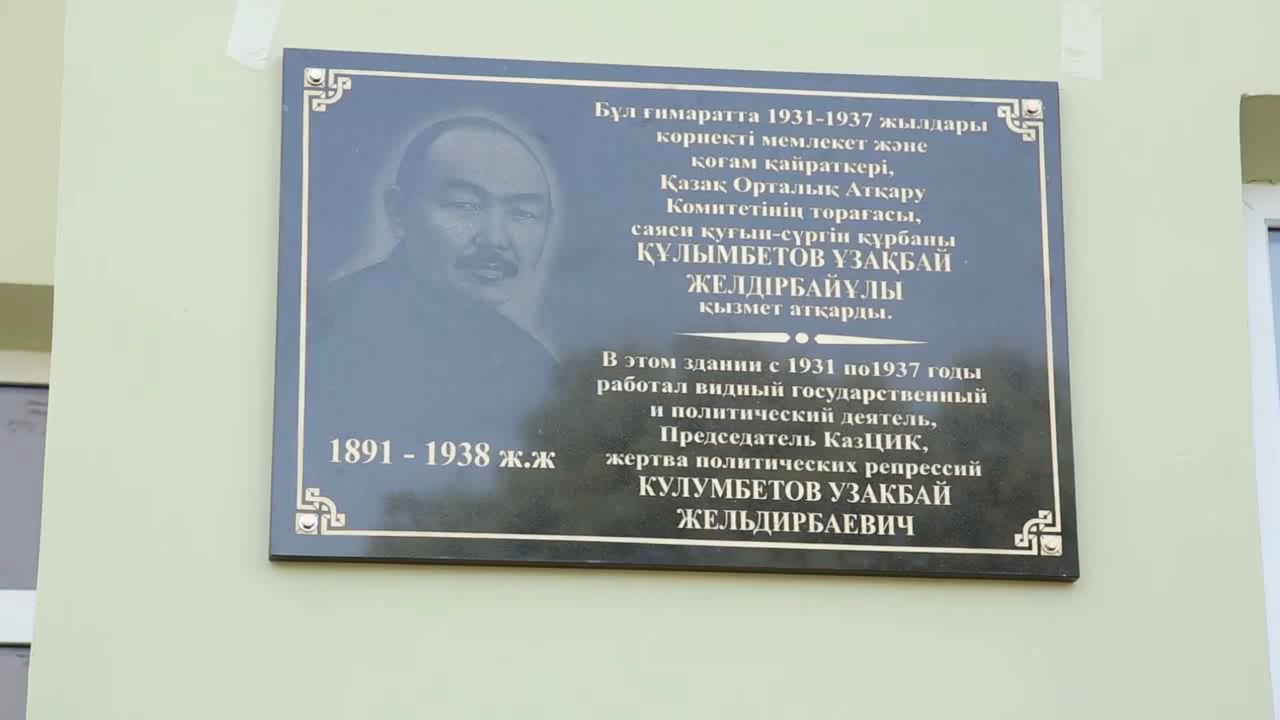 Бұл ғимаратта 1931-1937 жылдары
көрнекті мемлекет және
қоғам қайраткері,
Қазақ Орталық Атқару
Комитетінің төрағасы,
саяси қуғын-сүргін құрбаны
ҚҰЛЫМБЕТОВ ҰЗАҚБАЙ
ЖЕЛДІРБАЙҰЛЫ
қызмет атқарды.
В этом здании с 1931 по1937 годы
работал видный государственный
и политический деятель,
Председатель КазЦИК,
жертва политических репрессий
КУЛУМБЕТОВ УЗАКБАЙ
ЖЕЛЬДИРБАЕВИЧ
1891 - 1938 ж.ж